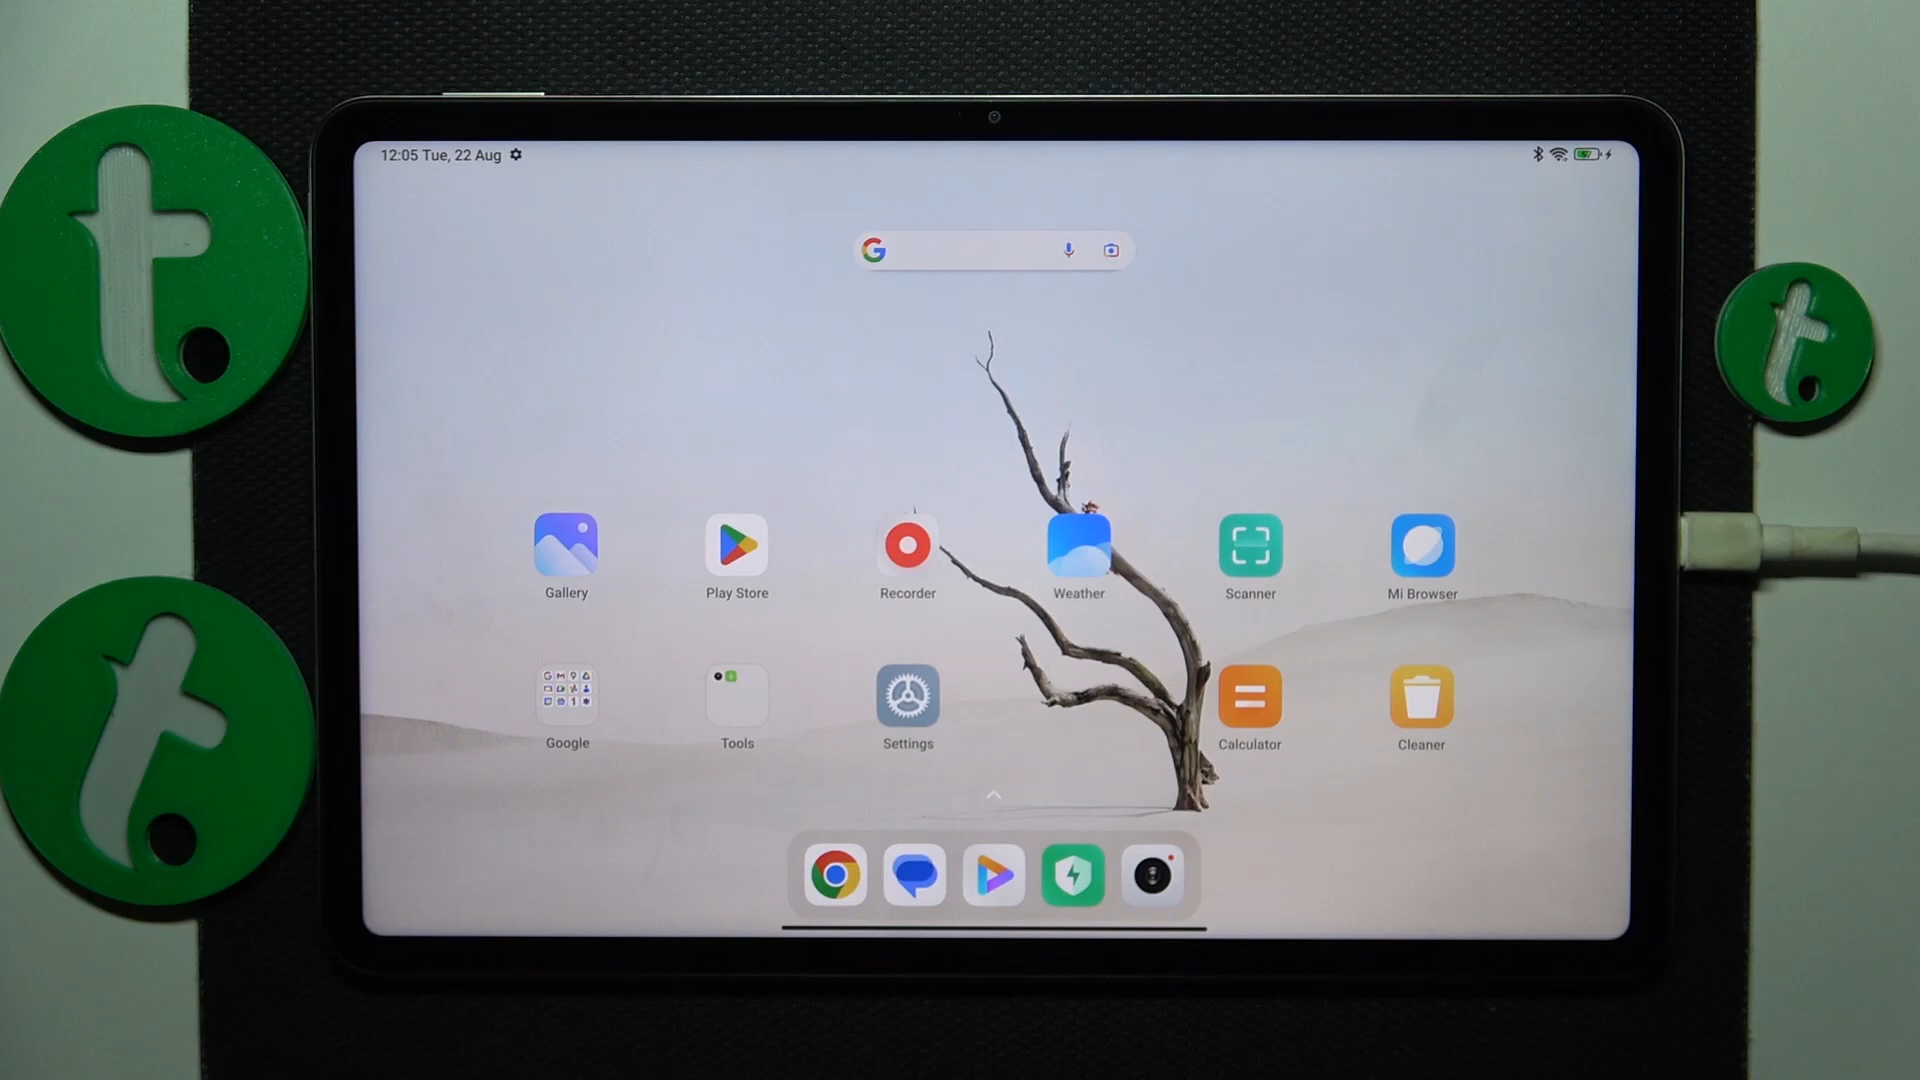 12:05 Tue, 22 Aug
Gallery
Play Store
Recorder
Weather
Scanner
Mi Browser
Google
Tools
Settings
Calculator
Cleaner
t.
t.
t.